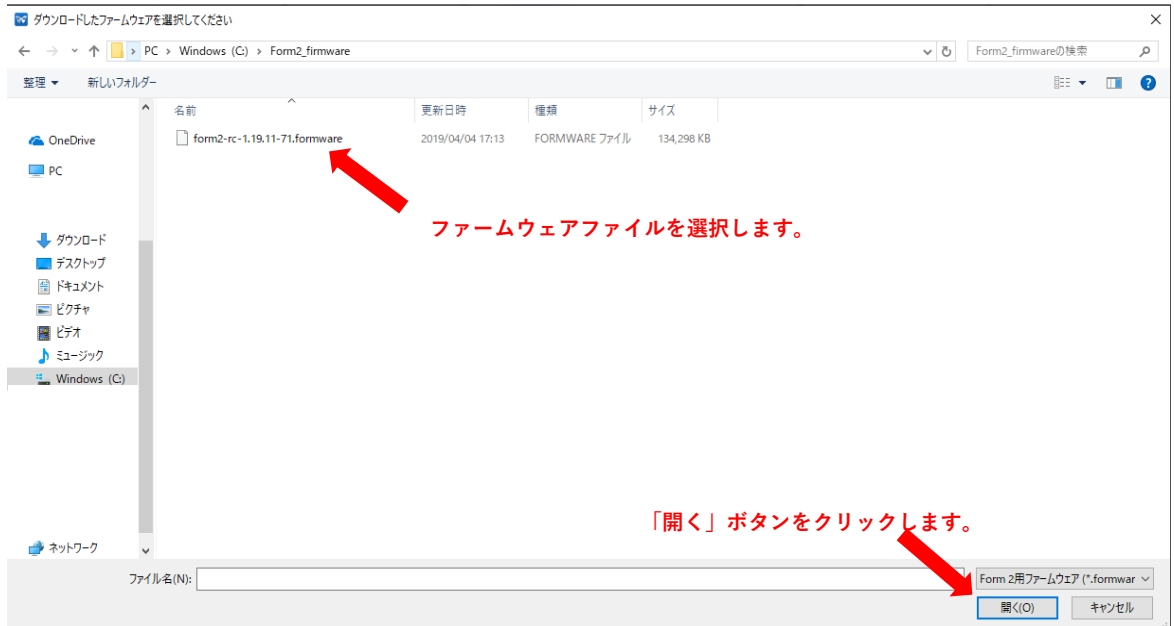 ダウンロードしたファームウェアを選択してください
PC › Windows (C:) › Form2_firmware
Form2_firmwareの検索
整理 新しいフォルダー
名前 更新日時 種類 サイズ
form2-rc-1.19.11-71.formware 2019/04/04 17:13 FORMWARE ファイル 134,298 KB
OneDrive
PC
ファームウェアファイルを選択します。
ダウンロード
デスクトップ
ドキュメント
ピクチャ
ビデオ
ミュージック
Windows (C:)
「開く」ボタンをクリックします。
ネットワーク
ファイル名(N):
Form 2用ファームウェア (*.formwar
開く(O) キャンセル